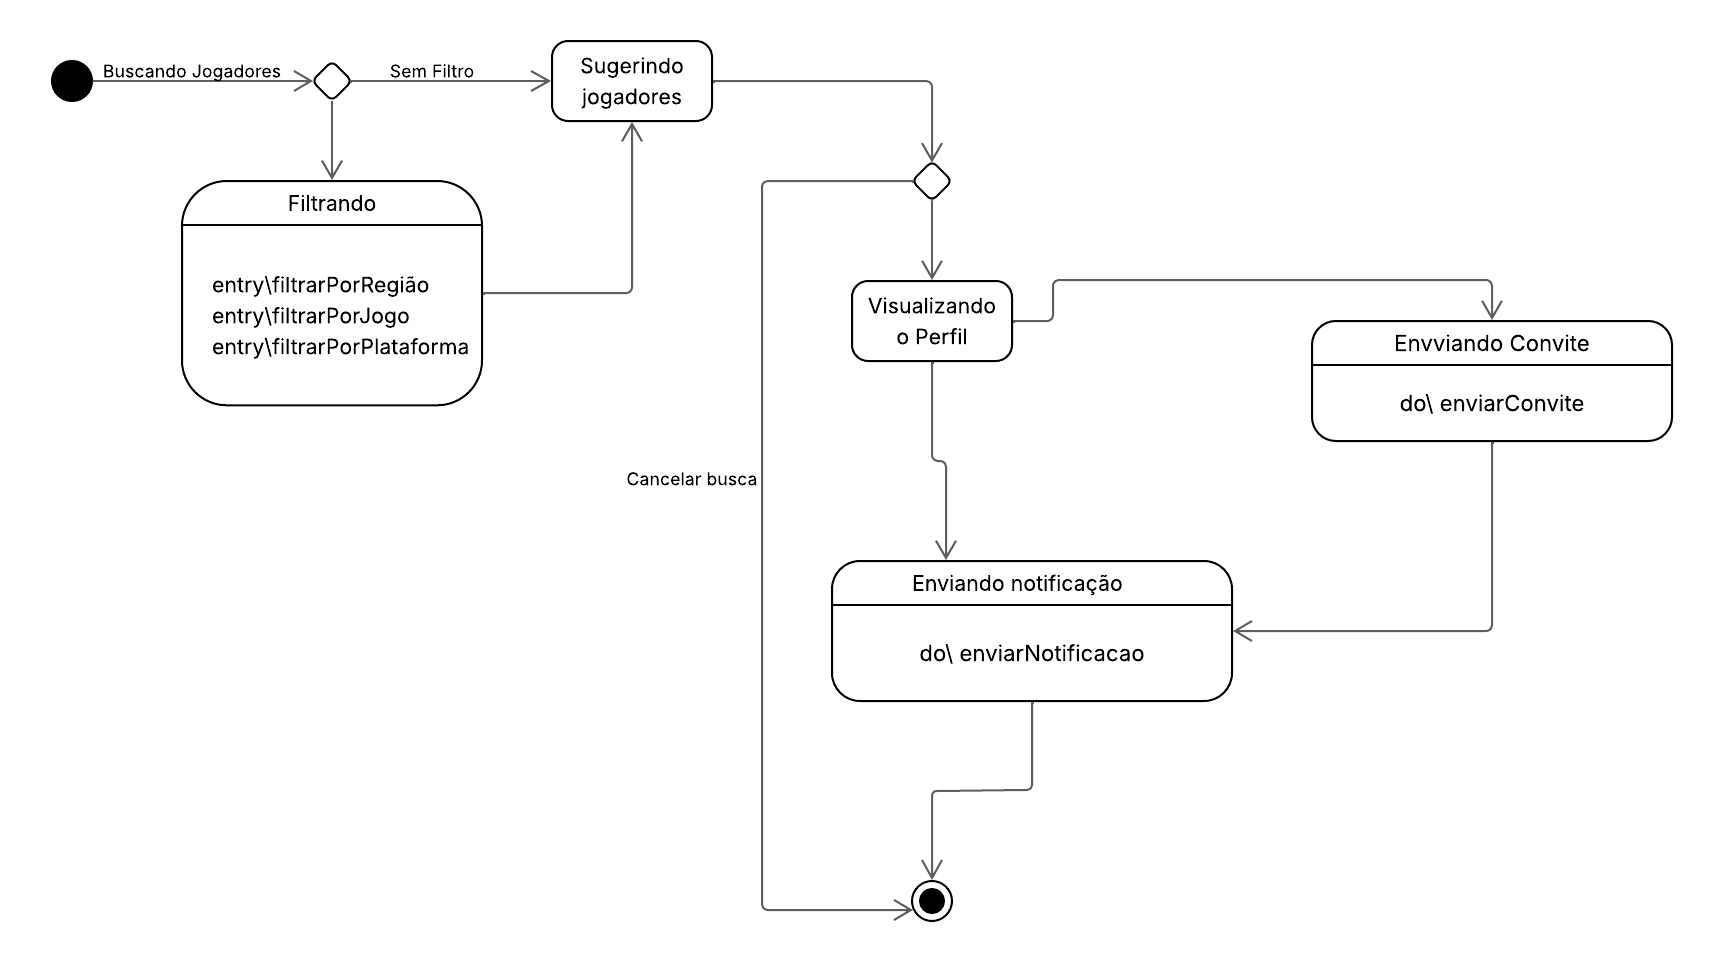 Buscando Jogadores
Sem Filtro
Sugerindo
jogadores
Filtrando
entry\filtrarPorRegião
entry\filtrarPorJogo
entry\filtrarPorPlataforma
Visualizando
o Perfil
Envviando Convite
do\ enviarConvite
Cancelar busca
Enviando notificação
do\ enviarNotificacao